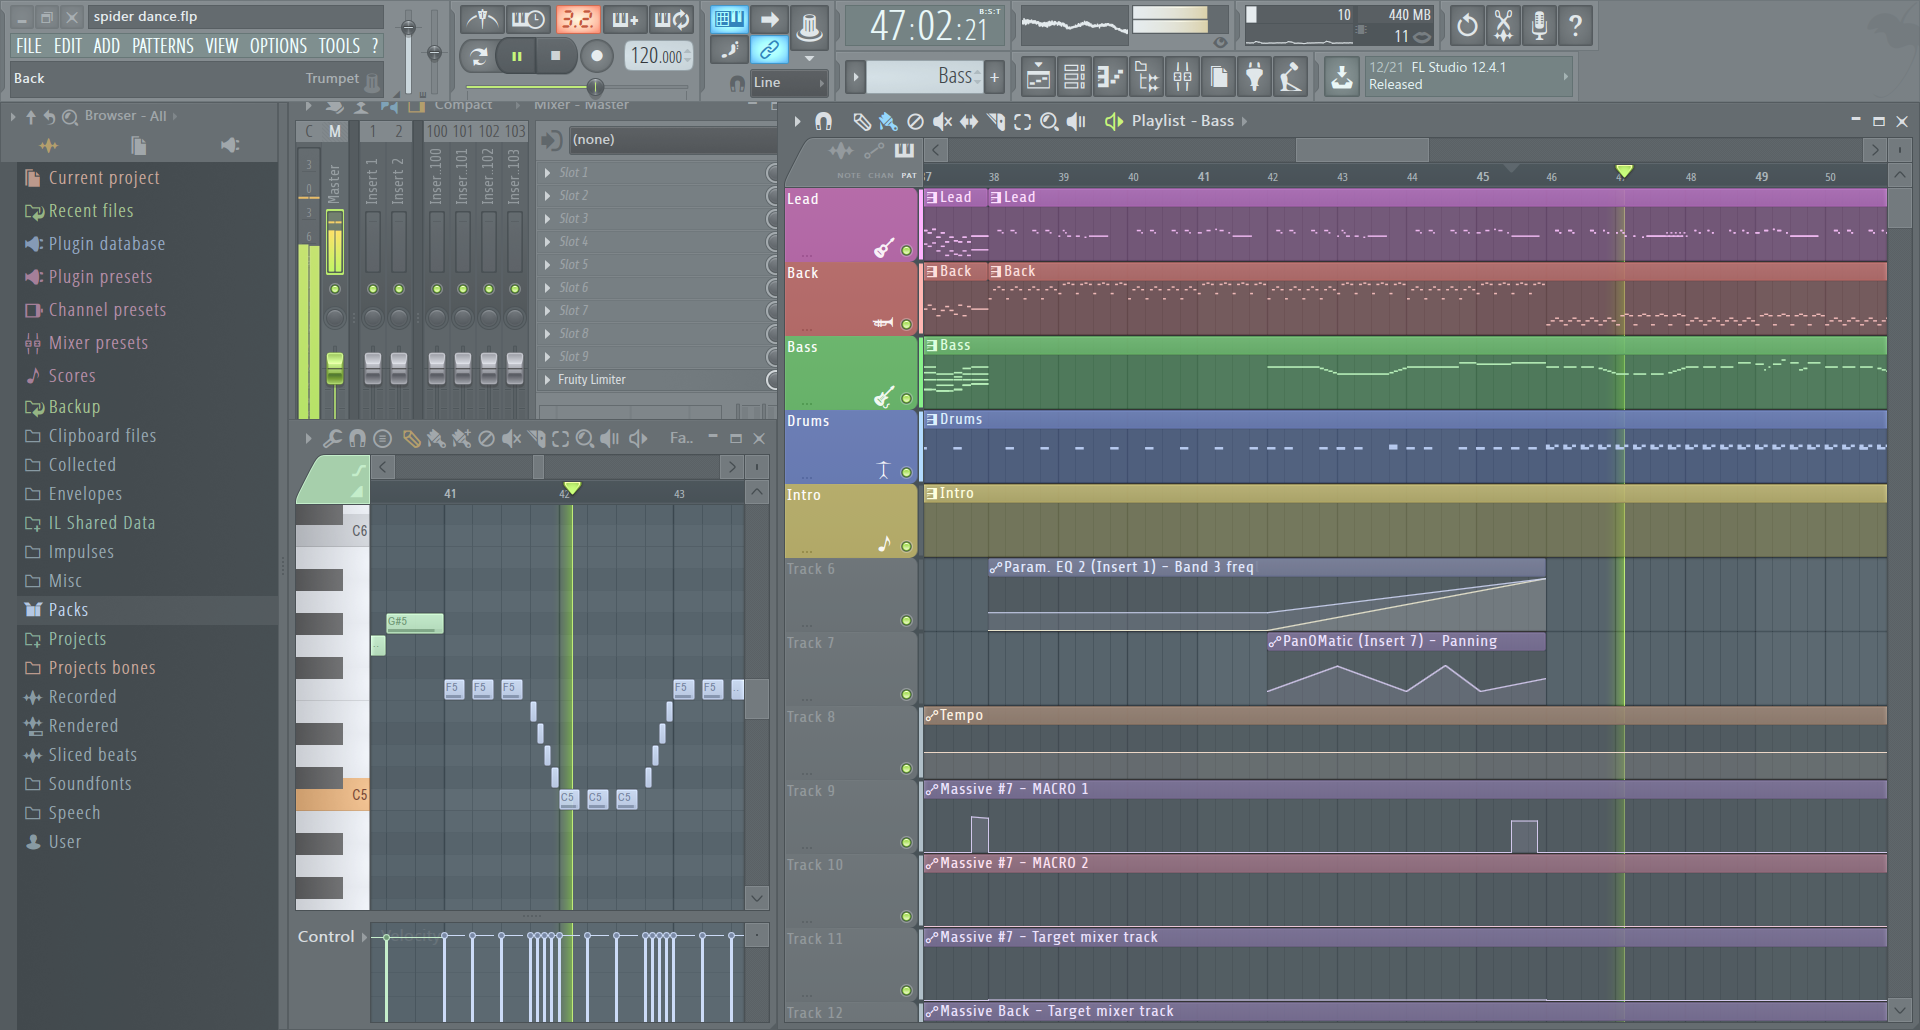 spider dance.flp
FILE EDIT ADD PATTERNS VIEW OPTIONS TOOLS ?
Back
Trumpet
3.2.
120.000
Line
47:02:21
B:S:T
Bass
10
440 MB
11
12/21 FL Studio 12.4.1
Released
Browser - All
Current project
Recent files
Plugin database
Plugin presets
Channel presets
Mixer presets
Scores
Backup
Clipboard files
Collected
Envelopes
IL Shared Data
Impulses
Misc
Packs
Projects
Projects bones
Recorded
Rendered
Sliced beats
Soundfonts
Speech
User
Compact
Mixer - Master
C M 1 2 100 101 102 103
3
0
3
6
Master
Insert 1
Insert 2
Inser..100
Inser..101
Inser..102
Inser..103
(none)
Slot 1
Slot 2
Slot 3
Slot 4
Slot 5
Slot 6
Slot 7
Slot 8
Slot 9
Fruity Limiter
Fa..
41 42 43
C6
G#5
F5 F5 F5 F5 F5
C5
C5 C5 C5
Control
Velocity
Playlist - Bass
NOTE CHAN PAT
37 38 39 40 41 42 43 44 45 46 47 48 49 50
Lead
Lead
Lead
Back
Back
Back
Bass
Bass
Drums
Drums
Intro
Intro
Track 6
Param. EQ 2 (Insert 1) - Band 3 freq
Track 7
PanOMatic (Insert 7) - Panning
Track 8
Tempo
Track 9
Massive #7 - MACRO 1
Track 10
Massive #7 - MACRO 2
Track 11
Massive #7 - Target mixer track
Track 12
Massive Back - Target mixer track